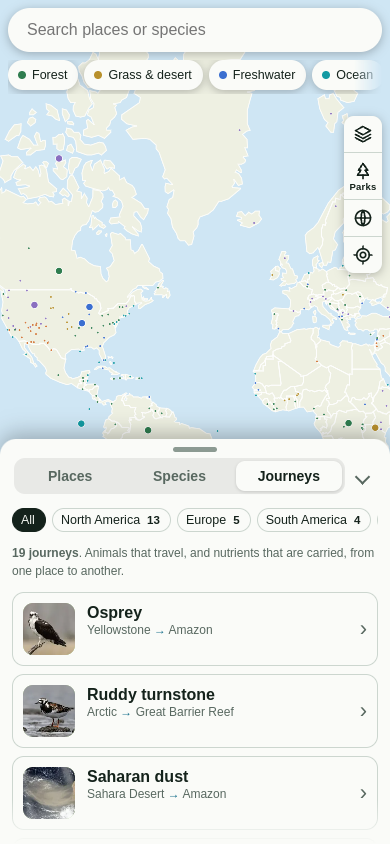 Search places or species
Forest
Grass & desert
Freshwater
Ocean
Parks
Places
Species
Journeys
All
North America 13
Europe 5
South America 4
19 journeys. Animals that travel, and nutrients that are carried, from
one place to another.
Osprey
Yellowstone → Amazon
Ruddy turnstone
Arctic → Great Barrier Reef
Saharan dust
Sahara Desert → Amazon